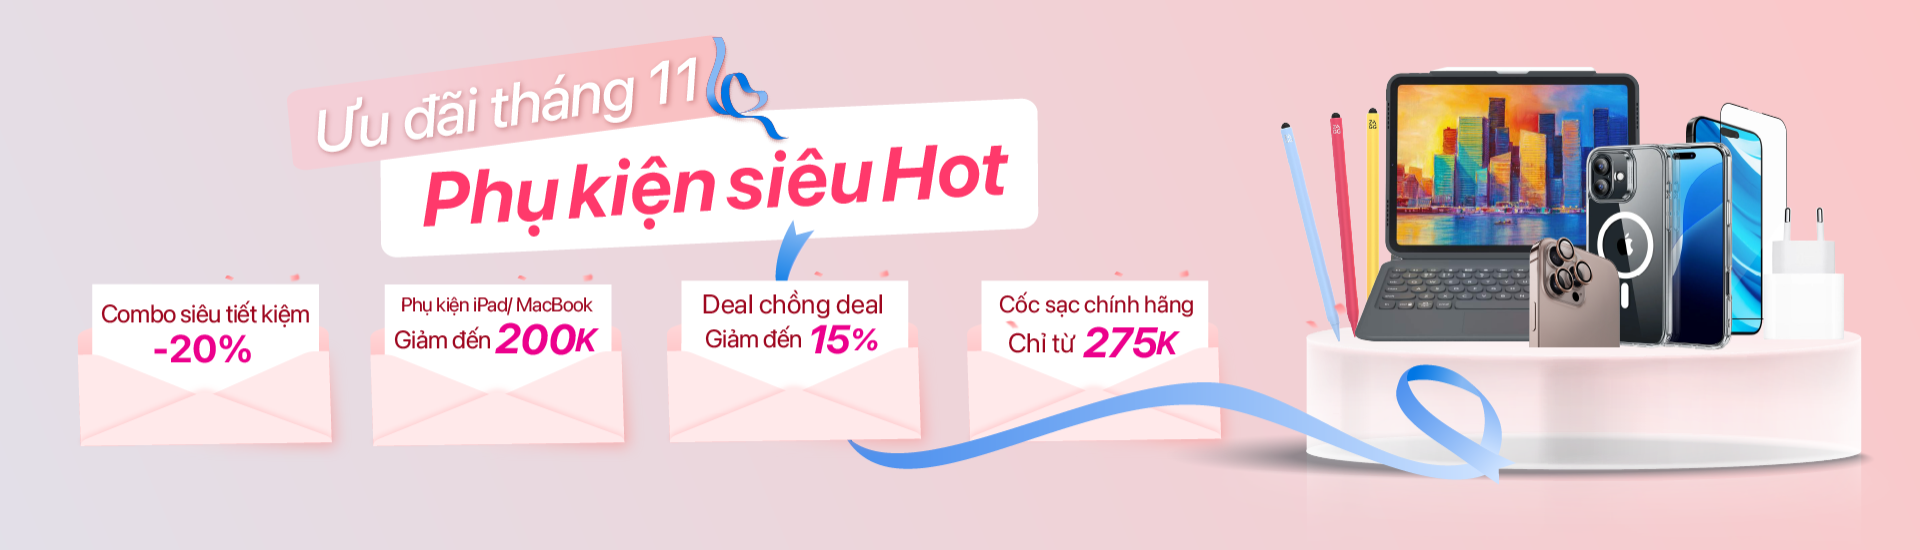 Ưu đãi tháng 11
Phụ kiện siêu Hot
Combo siêu tiết kiệm
-20%
Phụ kiện iPad/ MacBook
Giảm đến 200K
Deal chồng deal
Giảm đến 15%
Cốc sạc chính hãng
Chỉ từ 275K